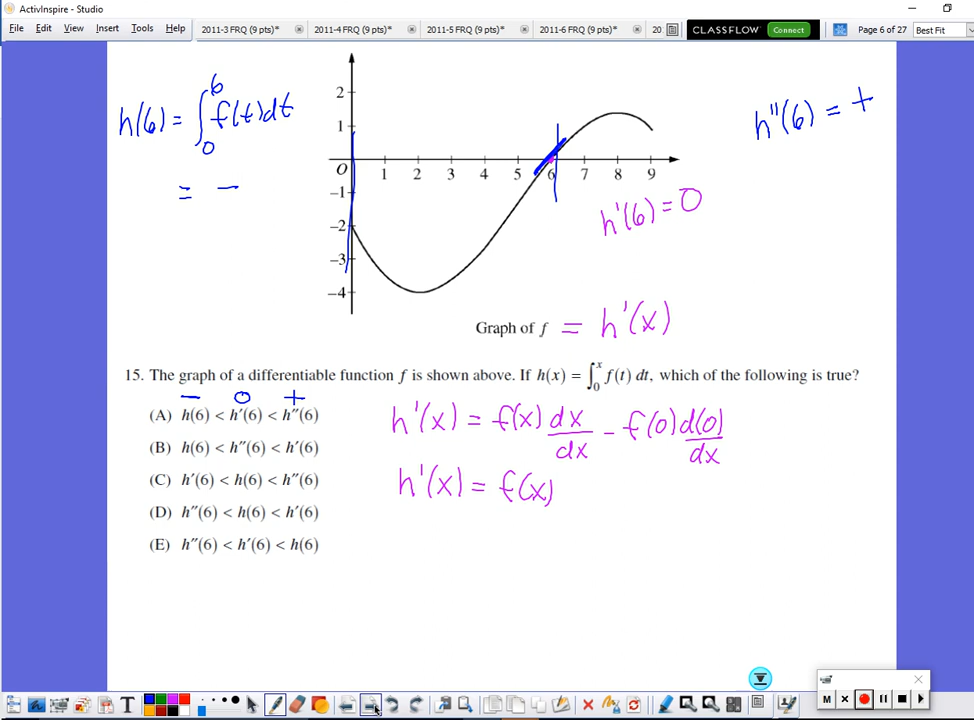 ActivInspire - Studio
File Edit View Insert Tools Help 2011-3 FRQ (9 pts)* 2011-4 FRQ (9 pts)* 2011-5 FRQ (9 pts)* 2011-6 FRQ (9 pts)* 20 CLASSFLOW Connect Page 6 of 27 Best Fit
h(6) = ∫₀⁶ f(t)dt
= −
h''(6) = +
2
1
O 1 2 3 4 5 6 7 8 9
−1
−2
−3
−4
h'(6) = 0
Graph of f = h'(x)
15. The graph of a differentiable function f is shown above. If h(x) = ∫₀ˣ f(t) dt, which of the following is true?
− 0 +
(A) h(6) < h′(6) < h″(6)
(B) h(6) < h″(6) < h′(6)
(C) h′(6) < h(6) < h″(6)
(D) h″(6) < h(6) < h′(6)
(E) h″(6) < h′(6) < h(6)
h'(x) = f(x) dx/dx − f(0) d(0)/dx
h'(x) = f(x)
T
M